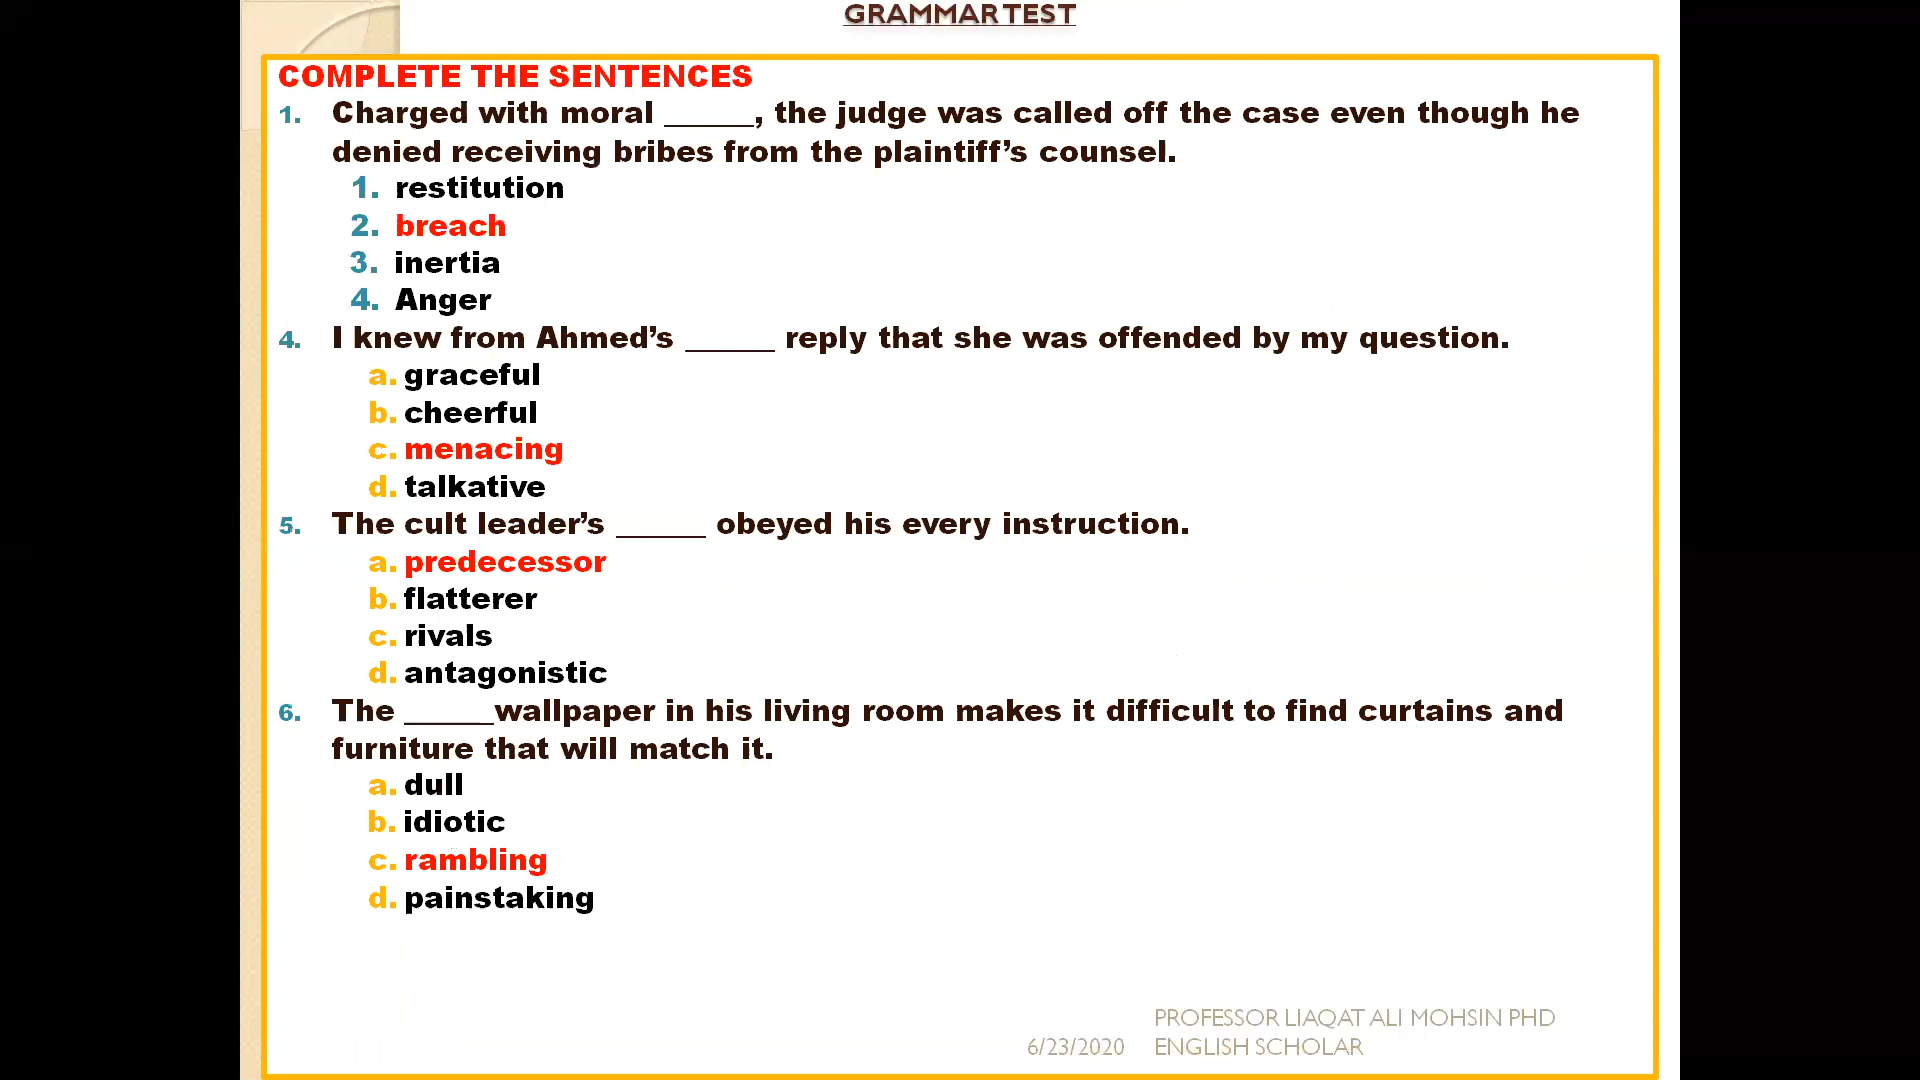 GRAMMAR TEST
COMPLETE THE SENTENCES
1. Charged with moral ______, the judge was called off the case even though he
denied receiving bribes from the plaintiff’s counsel.
1. restitution
2. breach
3. inertia
4. Anger
4. I knew from Ahmed’s ______ reply that she was offended by my question.
a. graceful
b. cheerful
c. menacing
d. talkative
5. The cult leader’s ______ obeyed his every instruction.
a. predecessor
b. flatterer
c. rivals
d. antagonistic
6. The ______wallpaper in his living room makes it difficult to find curtains and
furniture that will match it.
a. dull
b. idiotic
c. rambling
d. painstaking
PROFESSOR LIAQAT ALI MOHSIN PHD
6/23/2020 ENGLISH SCHOLAR